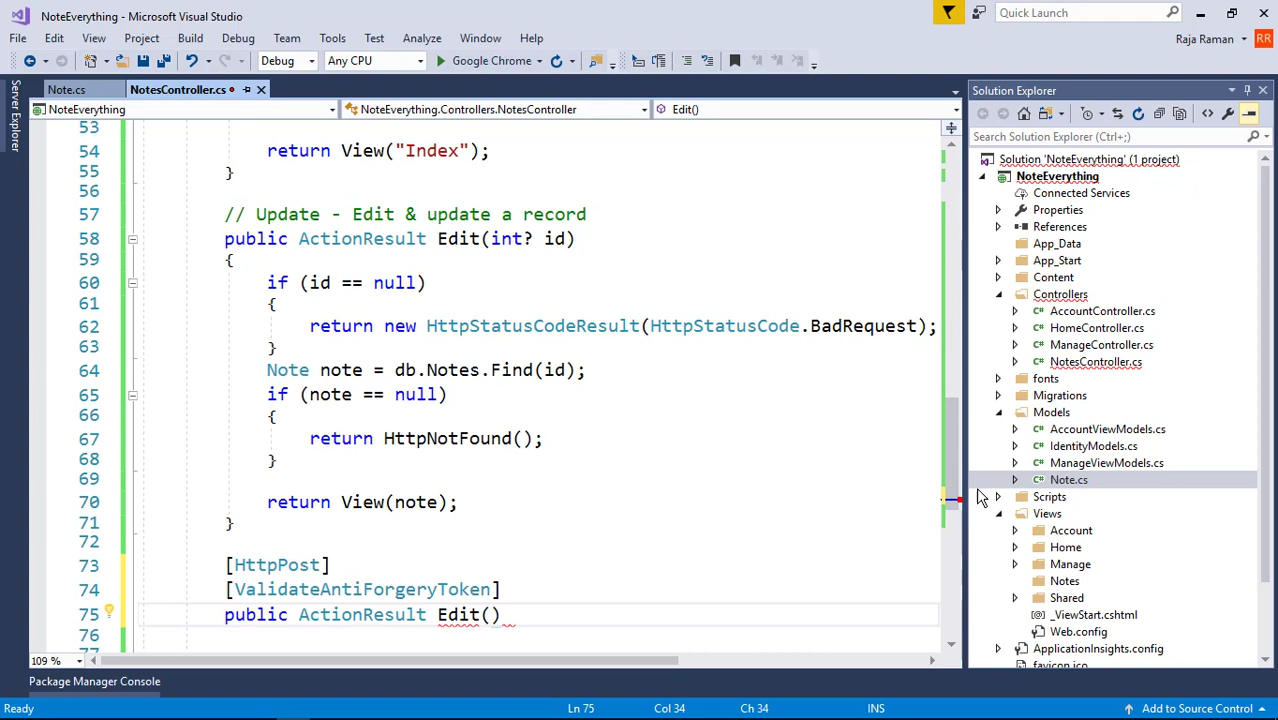 NoteEverything - Microsoft Visual Studio
Quick Launch
File Edit View Project Build Debug Team Tools Test Analyze Window Help
Raja Raman RR
Debug Any CPU Google Chrome
Server Explorer
Note.cs NotesController.cs
NoteEverything NoteEverything.Controllers.NotesController Edit()
53
54 return View("Index");
55 }
56
57 // Update - Edit & update a record
58 public ActionResult Edit(int? id)
59 {
60 if (id == null)
61 {
62 return new HttpStatusCodeResult(HttpStatusCode.BadRequest);
63 }
64 Note note = db.Notes.Find(id);
65 if (note == null)
66 {
67 return HttpNotFound();
68 }
69
70 return View(note);
71 }
72
73 [HttpPost]
74 [ValidateAntiForgeryToken]
75 public ActionResult Edit()
76
109 %
Solution Explorer
Search Solution Explorer (Ctrl+;)
Solution 'NoteEverything' (1 project)
NoteEverything
Connected Services
Properties
References
App_Data
App_Start
Content
Controllers
AccountController.cs
HomeController.cs
ManageController.cs
NotesController.cs
fonts
Migrations
Models
AccountViewModels.cs
IdentityModels.cs
ManageViewModels.cs
Note.cs
Scripts
Views
Account
Home
Manage
Notes
Shared
_ViewStart.cshtml
Web.config
ApplicationInsights.config
favicon.ico
Package Manager Console
Ready Ln 75 Col 34 Ch 34 INS Add to Source Control